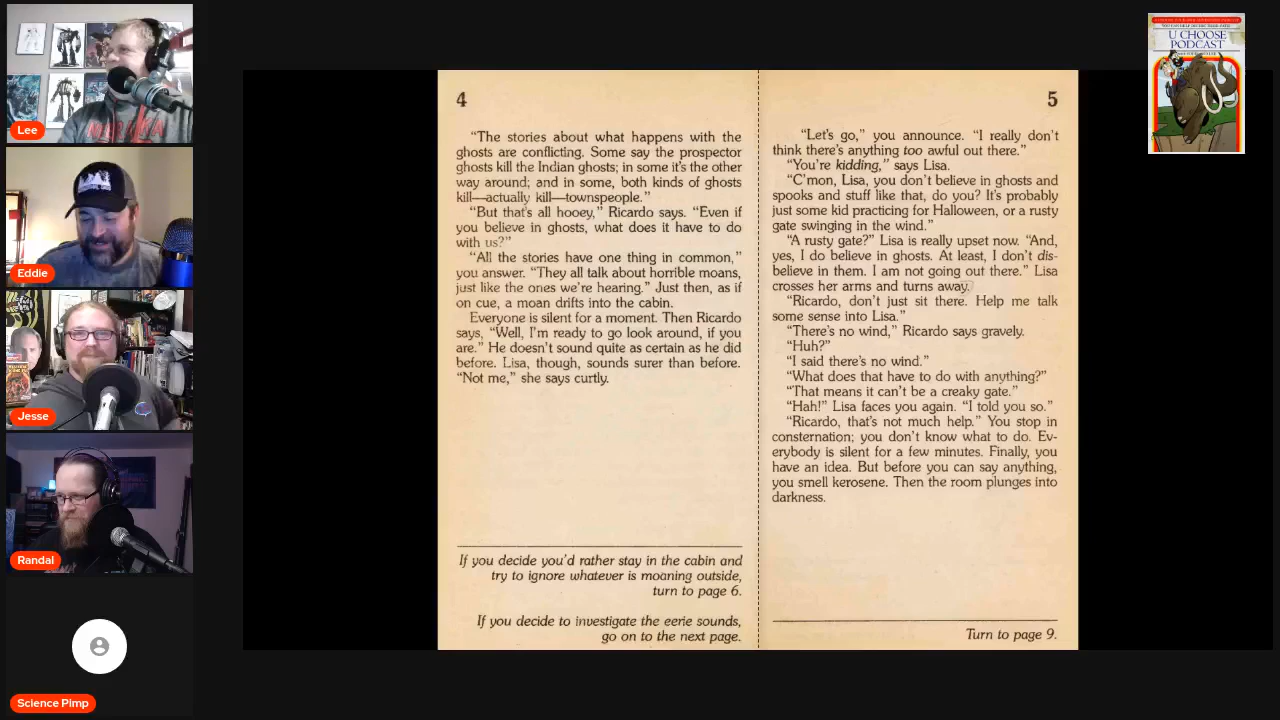 Lee
Eddie
Jesse
Randal
Science Pimp
U CHOOSE
PODCAST
4
“The stories about what happens with the
ghosts are conflicting. Some say the prospector
ghosts kill the Indian ghosts; in some it’s the other
way around; and in some, both kinds of ghosts
kill—actually kill—townspeople.”
“But that’s all hooey,” Ricardo says. “Even if
you believe in ghosts, what does it have to do
with us?”
“All the stories have one thing in common,”
you answer. “They all talk about horrible moans,
just like the ones we’re hearing.” Just then, as if
on cue, a moan drifts into the cabin.
Everyone is silent for a moment. Then Ricardo
says, “Well, I’m ready to go look around, if you
are.” He doesn’t sound quite as certain as he did
before. Lisa, though, sounds surer than before.
“Not me,” she says curtly.
If you decide you’d rather stay in the cabin and
try to ignore whatever is moaning outside,
turn to page 6.
If you decide to investigate the eerie sounds,
go on to the next page.
5
“Let’s go,” you announce. “I really don’t
think there’s anything too awful out there.”
“You’re kidding,” says Lisa.
“C’mon, Lisa, you don’t believe in ghosts and
spooks and stuff like that, do you? It’s probably
just some kid practicing for Halloween, or a rusty
gate swinging in the wind.”
“A rusty gate?” Lisa is really upset now. “And,
yes, I do believe in ghosts. At least, I don’t dis-
believe in them. I am not going out there.” Lisa
crosses her arms and turns away.
“Ricardo, don’t just sit there. Help me talk
some sense into Lisa.”
“There’s no wind,” Ricardo says gravely.
“Huh?”
“I said there’s no wind.”
“What does that have to do with anything?”
“That means it can’t be a creaky gate.”
“Hah!” Lisa faces you again. “I told you so.”
“Ricardo, that’s not much help.” You stop in
consternation; you don’t know what to do. Ev-
erybody is silent for a few minutes. Finally, you
have an idea. But before you can say anything,
you smell kerosene. Then the room plunges into
darkness.
Turn to page 9.